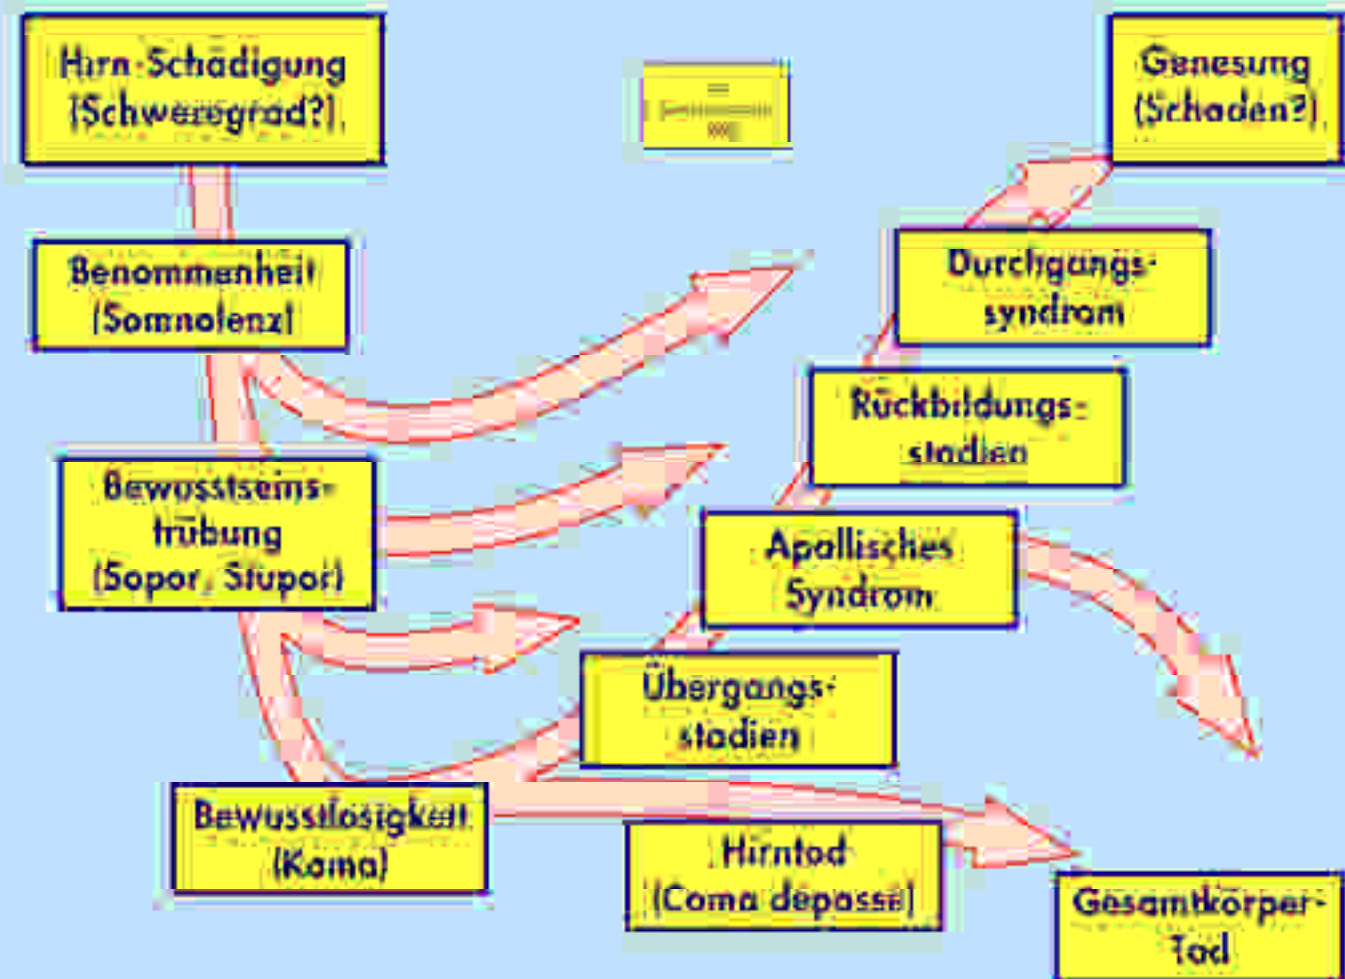 Hirn-Schädigung
(Schweregrad?)
Genesung
(Schaden?)
Benommenheit
(Somnolenz)
Durchgangs-
syndrom
Rückbildungs-
stadien
Bewusstseins-
trübung
(Sopor, Stupor)
Apallisches
Syndrom
Übergangs-
stadien
Bewusstlosigkeit
(Koma)
Hirntod
(Coma depassé)
Gesamtkörper-
Tod